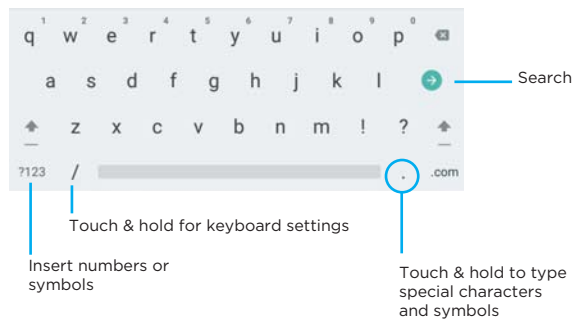 1 2 3 4 5 6 7 8 9 0
q w e r t y u i o p
a s d f g h j k l
Search
z x c v b n m ! ?
?123 / . .com
Touch & hold for keyboard settings
Insert numbers or
symbols
Touch & hold to type
special characters
and symbols